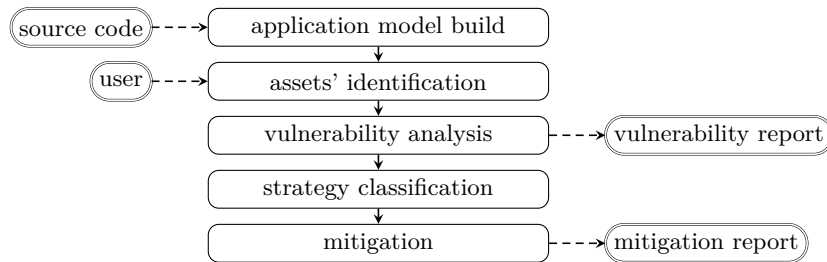 source code
application model build
user
assets' identification
vulnerability analysis
vulnerability report
strategy classification
mitigation
mitigation report